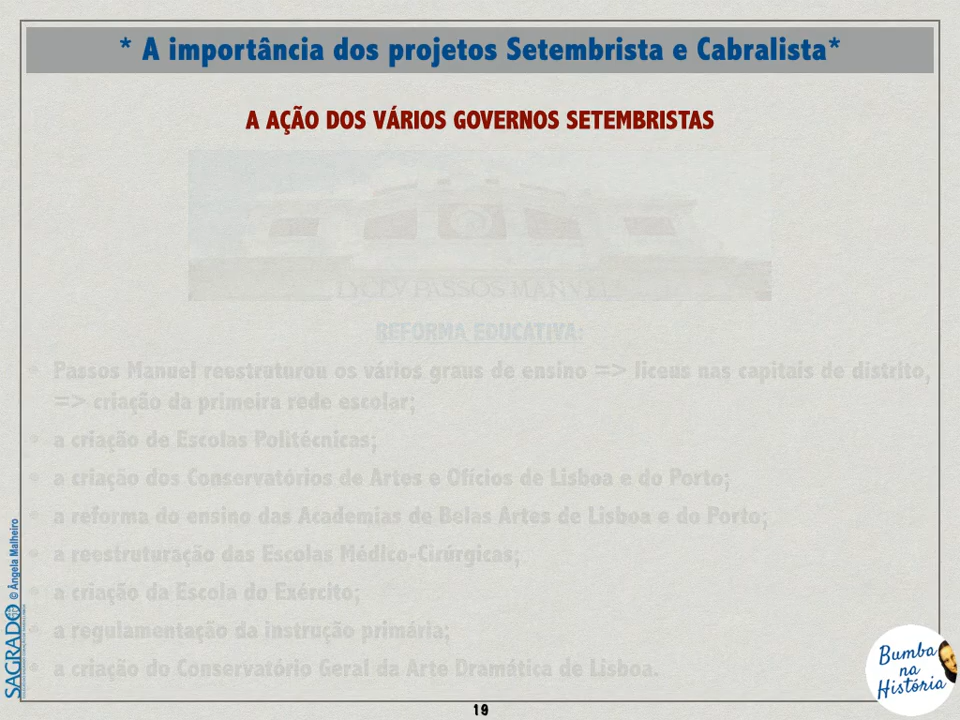 * A importância dos projetos Setembrista e Cabralista*
A AÇÃO DOS VÁRIOS GOVERNOS SETEMBRISTAS
LYCEV PASSOS MANVEL
REFORMA EDUCATIVA:
• Passos Manuel reestruturou os vários graus de ensino => liceus nas capitais de distrito,
=> criação da primeira rede escolar;
• a criação de Escolas Politécnicas;
• a criação dos Conservatórios de Artes e Ofícios de Lisboa e do Porto;
• a reforma do ensino das Academias de Belas Artes de Lisboa e do Porto;
• a reestruturação das Escolas Médico-Cirúrgicas;
• a criação da Escola do Exército;
• a regulamentação da instrução primária;
• a criação do Conservatório Geral da Arte Dramática de Lisboa.
SAGRADO
© Ângela Malheiro
Bumba
na
História
19